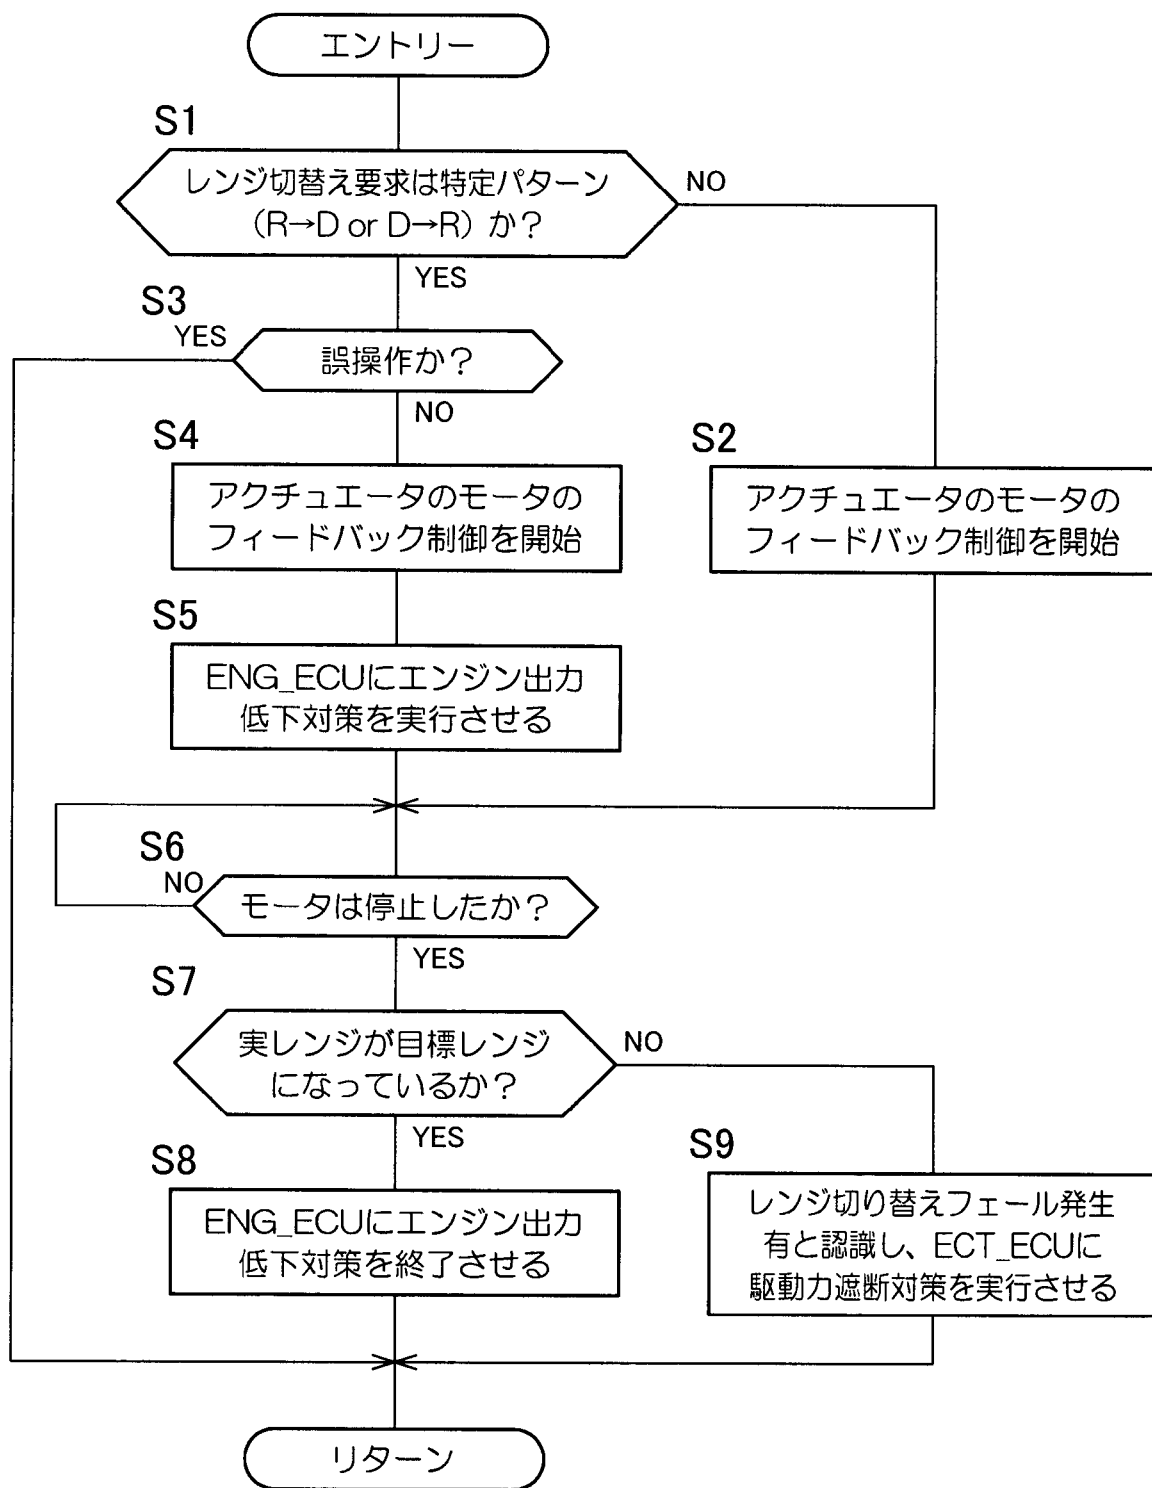 エントリー
S1
レンジ切替え要求は特定パターン
（R→D or D→R）か？
NO
YES
S3
YES
誤操作か？
NO
S4
アクチュエータのモータの
フィードバック制御を開始
S2
アクチュエータのモータの
フィードバック制御を開始
S5
ENG_ECUにエンジン出力
低下対策を実行させる
S6
NO
モータは停止したか？
YES
S7
実レンジが目標レンジ
になっているか？
NO
YES
S8
ENG_ECUにエンジン出力
低下対策を終了させる
S9
レンジ切り替えフェール発生
有と認識し、ECT_ECUに
駆動力遮断対策を実行させる
リターン